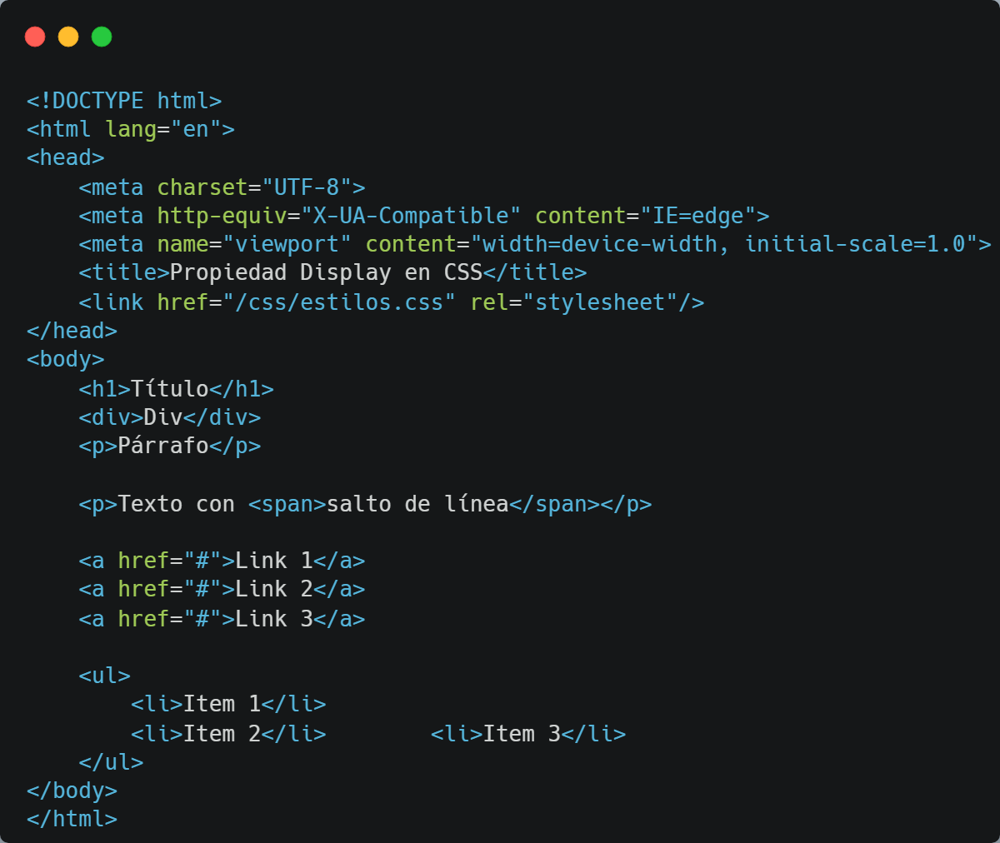 <!DOCTYPE html>
<html lang="en">
<head>
    <meta charset="UTF-8">
    <meta http-equiv="X-UA-Compatible" content="IE=edge">
    <meta name="viewport" content="width=device-width, initial-scale=1.0">
    <title>Propiedad Display en CSS</title>
    <link href="/css/estilos.css" rel="stylesheet"/>
</head>
<body>
    <h1>Título</h1>
    <div>Div</div>
    <p>Párrafo</p>

    <p>Texto con <span>salto de línea</span></p>

    <a href="#">Link 1</a>
    <a href="#">Link 2</a>
    <a href="#">Link 3</a>

    <ul>
        <li>Item 1</li>
        <li>Item 2</li>        <li>Item 3</li>
    </ul>
</body>
</html>